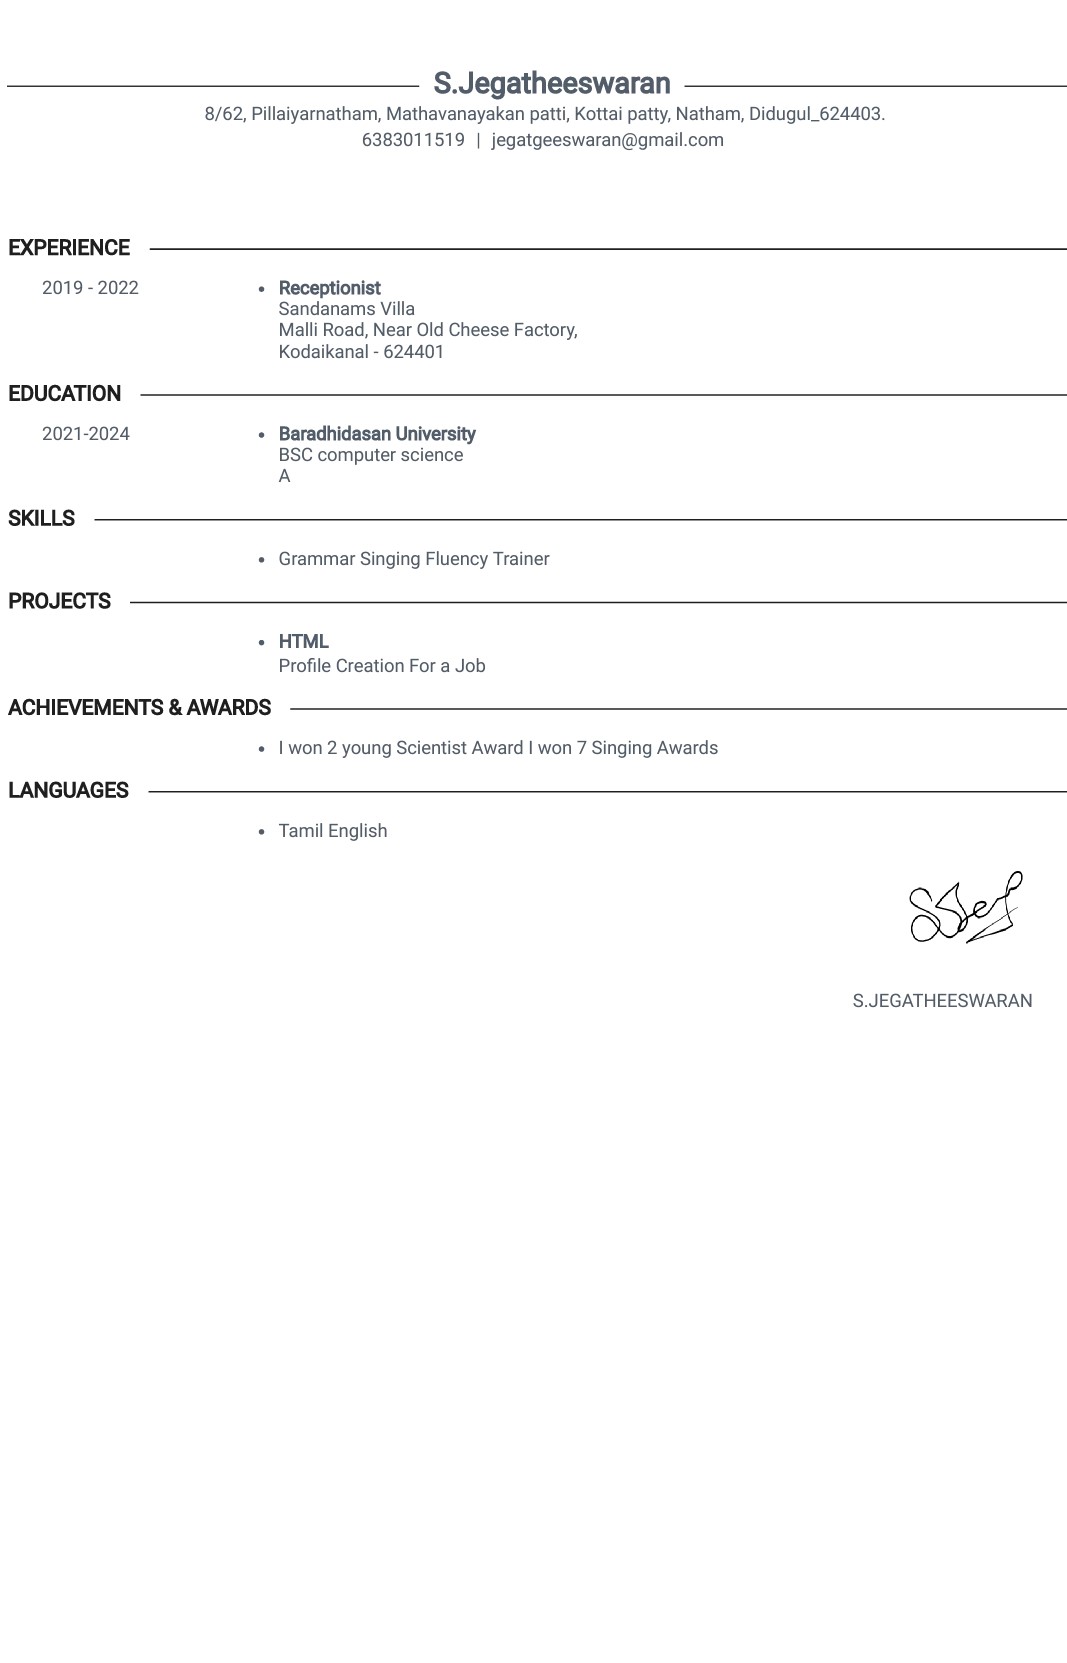 S.Jegatheeswaran
8/62, Pillaiyarnatham, Mathavanayakan patti, Kottai patty, Natham, Didugul_624403.
6383011519 | jegatgeeswaran@gmail.com
EXPERIENCE
2019 - 2022
• Receptionist
Sandanams Villa
Malli Road, Near Old Cheese Factory,
Kodaikanal - 624401
EDUCATION
2021-2024
• Baradhidasan University
BSC computer science
A
SKILLS
• Grammar Singing Fluency Trainer
PROJECTS
• HTML
Profile Creation For a Job
ACHIEVEMENTS & AWARDS
• I won 2 young Scientist Award I won 7 Singing Awards
LANGUAGES
• Tamil English
SJej
S.JEGATHEESWARAN